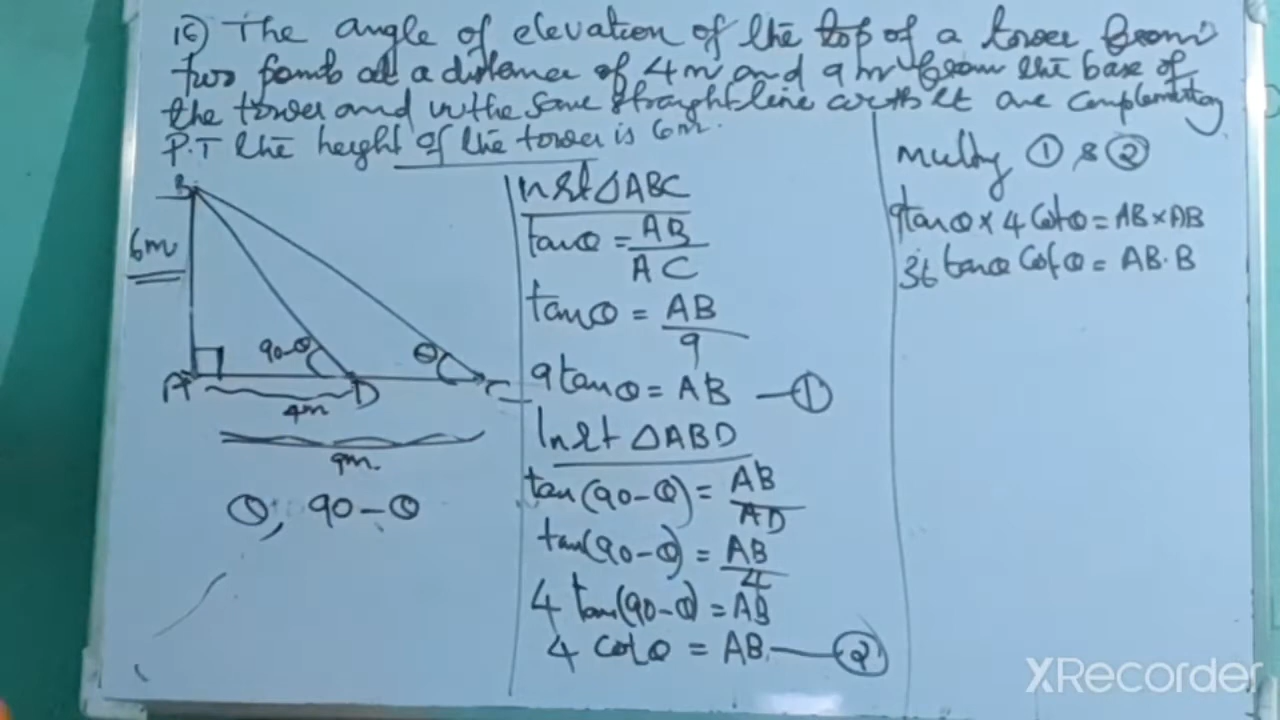 16) The angle of elevation of the top of a tower from
two points at a distance of 4m and 9m from the base of
the tower and in the same straight line with it are complementary
P.T the height of the tower is 6m.
B
6m
90-θ
θ
A
D
C
4m
9m.
θ, 90-θ
In rt ΔABC
tanθ = AB/AC
tanθ = AB/9
9tanθ = AB —①
In rt ΔABD
tan(90-θ) = AB/AD
tan(90-θ) = AB/4
4 tan(90-θ) = AB
4 cotθ = AB. —②
Multy ① & ②
9tanθ × 4 Cotθ = AB × AB
36 tanθ Cotθ = AB. B
XRecorder